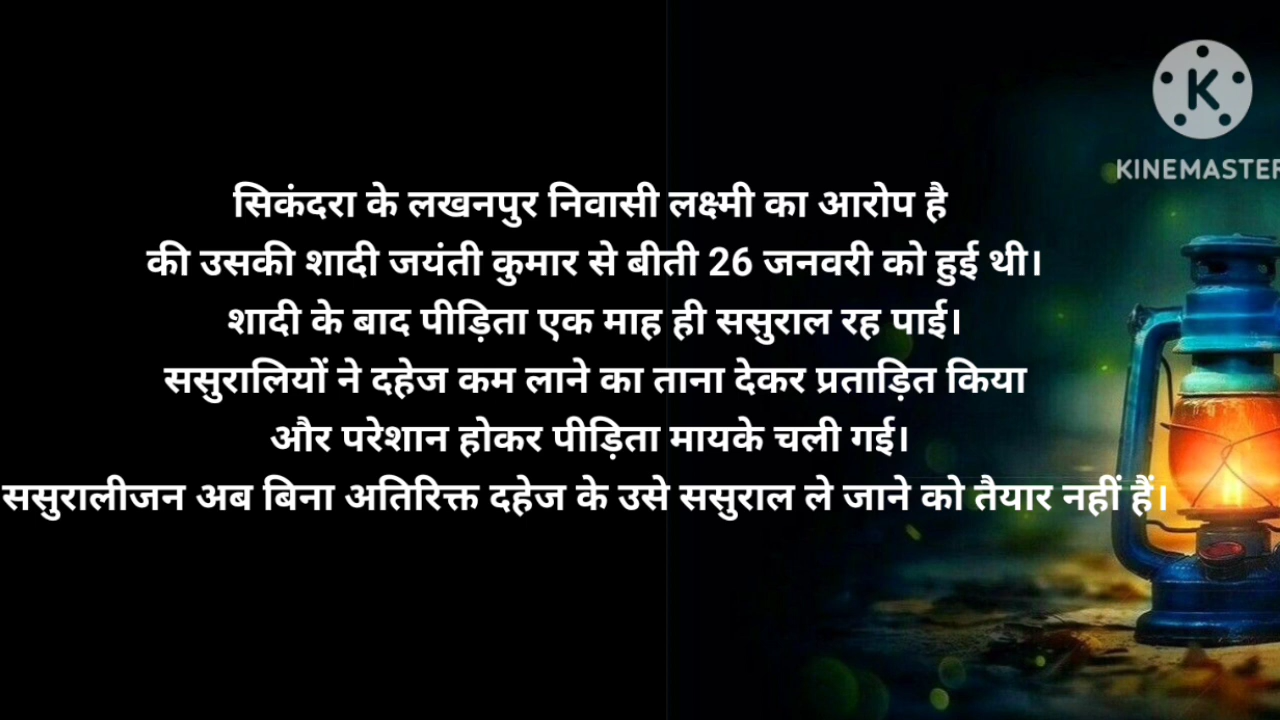 K
KINEMASTER
सिकंदरा के लखनपुर निवासी लक्ष्मी का आरोप है
की उसकी शादी जयंती कुमार से बीती 26 जनवरी को हुई थी।
शादी के बाद पीड़िता एक माह ही ससुराल रह पाई।
ससुरालियों ने दहेज कम लाने का ताना देकर प्रताड़ित किया
और परेशान होकर पीड़िता मायके चली गई।
ससुरालीजन अब बिना अतिरिक्त दहेज के उसे ससुराल ले जाने को तैयार नहीं हैं।